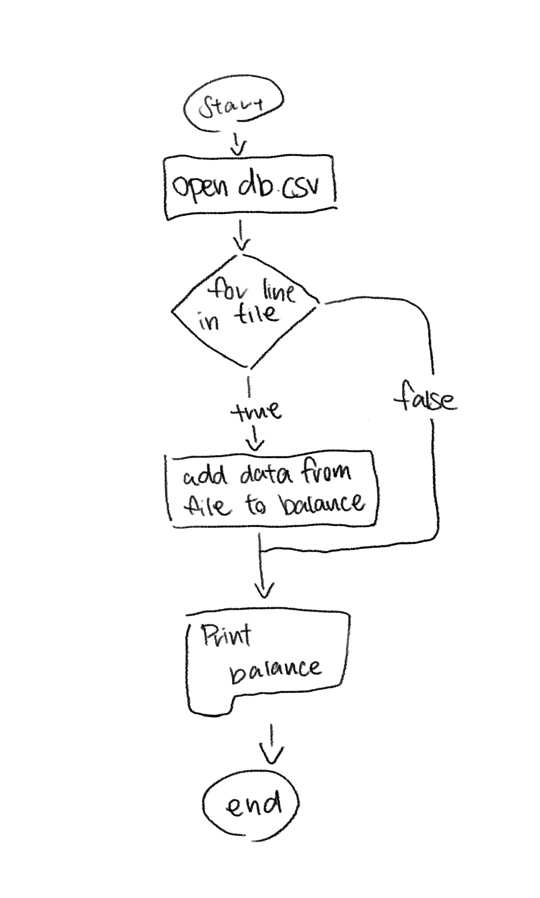 Start
open db.csv
for line
in file
true
false
add data from
file to balance
Print
balance
end